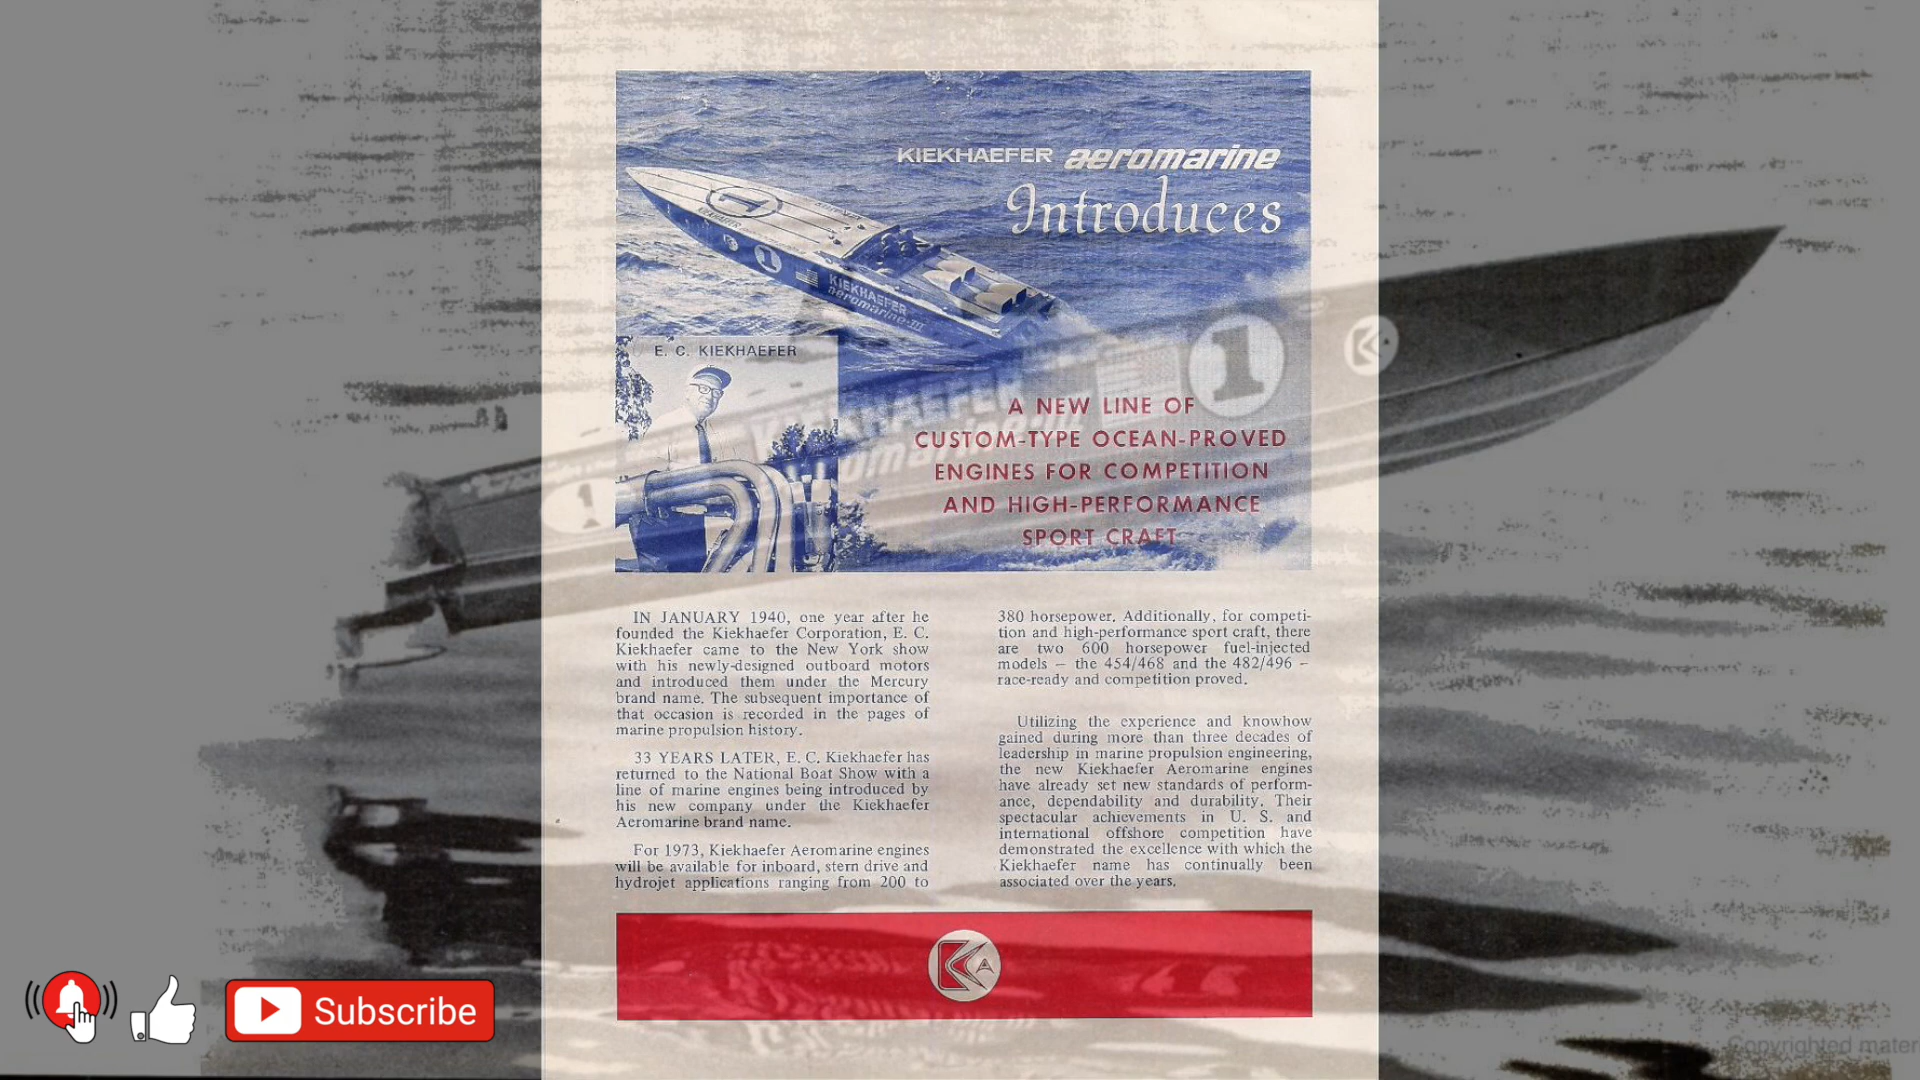 KIEKHAEFER aeromarine
Introduces
1
1
KIEKHAEFER
aeromarine-III
E. C. KIEKHAEFER
1
KIEKHAEFER
1
A NEW LINE OF
CUSTOM-TYPE OCEAN-PROVED
ENGINES FOR COMPETITION
AND HIGH-PERFORMANCE
SPORT CRAFT
IN JANUARY 1940, one year after he
founded the Kiekhaefer Corporation, E. C.
Kiekhaefer came to the New York show
with his newly-designed outboard motors
and introduced them under the Mercury
brand name. The subsequent importance of
that occasion is recorded in the pages of
marine propulsion history.
33 YEARS LATER, E. C. Kiekhaefer has
returned to the National Boat Show with a
line of marine engines being introduced by
his new company under the Kiekhaefer
Aeromarine brand name.
For 1973, Kiekhaefer Aeromarine engines
will be available for inboard, stern drive and
hydrojet applications ranging from 200 to
380 horsepower. Additionally, for competi-
tion and high-performance sport craft, there
are two 600 horsepower fuel-injected
models – the 454/468 and the 482/496 –
race-ready and competition proved.
Utilizing the experience and knowhow
gained during more than three decades of
leadership in marine propulsion engineering,
the new Kiekhaefer Aeromarine engines
have already set new standards of perform-
ance, dependability and durability. Their
spectacular achievements in U. S. and
international offshore competition have
demonstrated the excellence with which the
Kiekhaefer name has continually been
associated over the years.
K A
Subscribe
Copyrighted mater